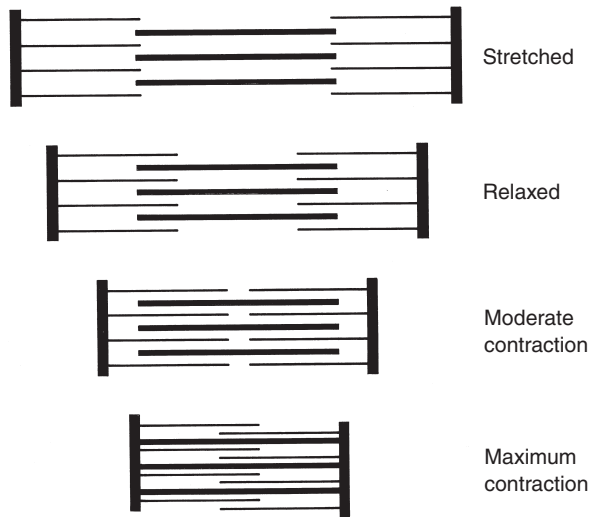 Stretched
Relaxed
Moderate
contraction
Maximum
contraction